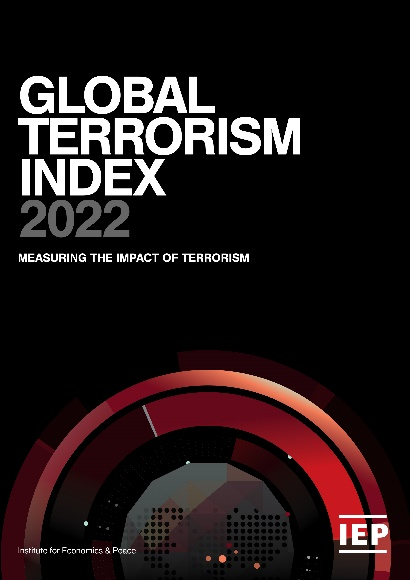 GLOBAL
TERRORISM
INDEX
2022
MEASURING THE IMPACT OF TERRORISM
IEP
Institute for Economics & Peace